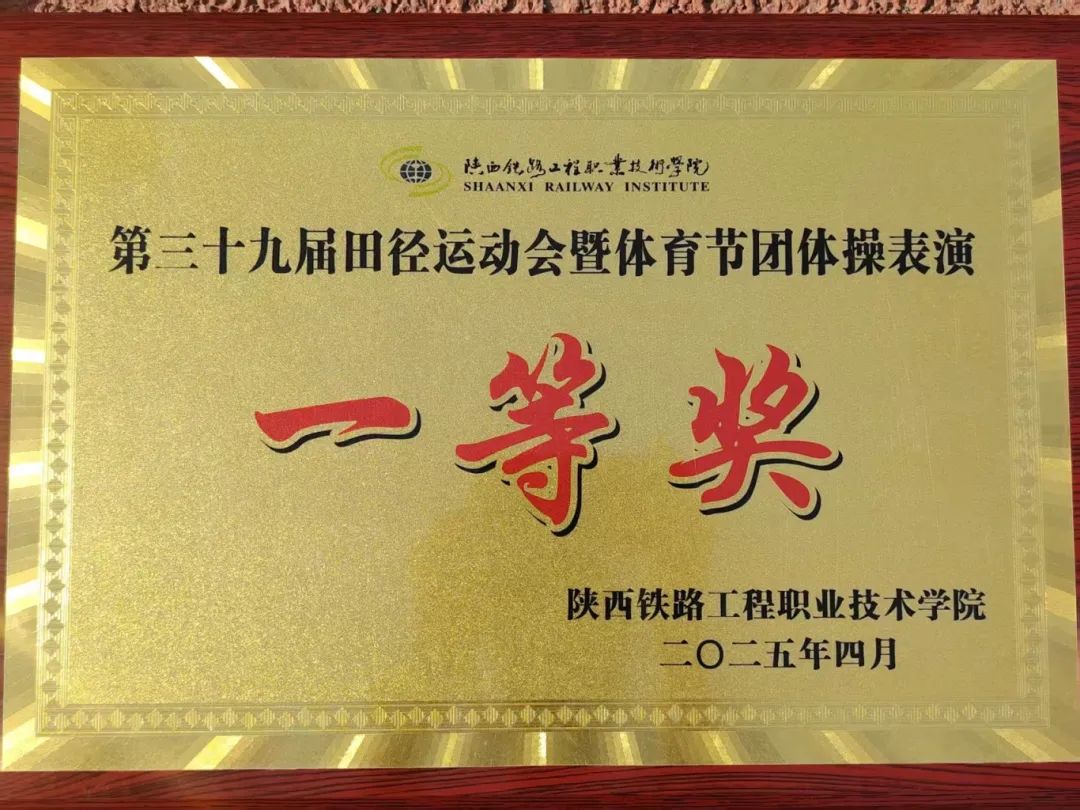 陕西铁路工程职业技術学院
SHAANXI RAILWAY INSTITUTE
第三十九届田径运动会暨体育节团体操表演
一等奖
陕西铁路工程职业技术学院
二〇二五年四月